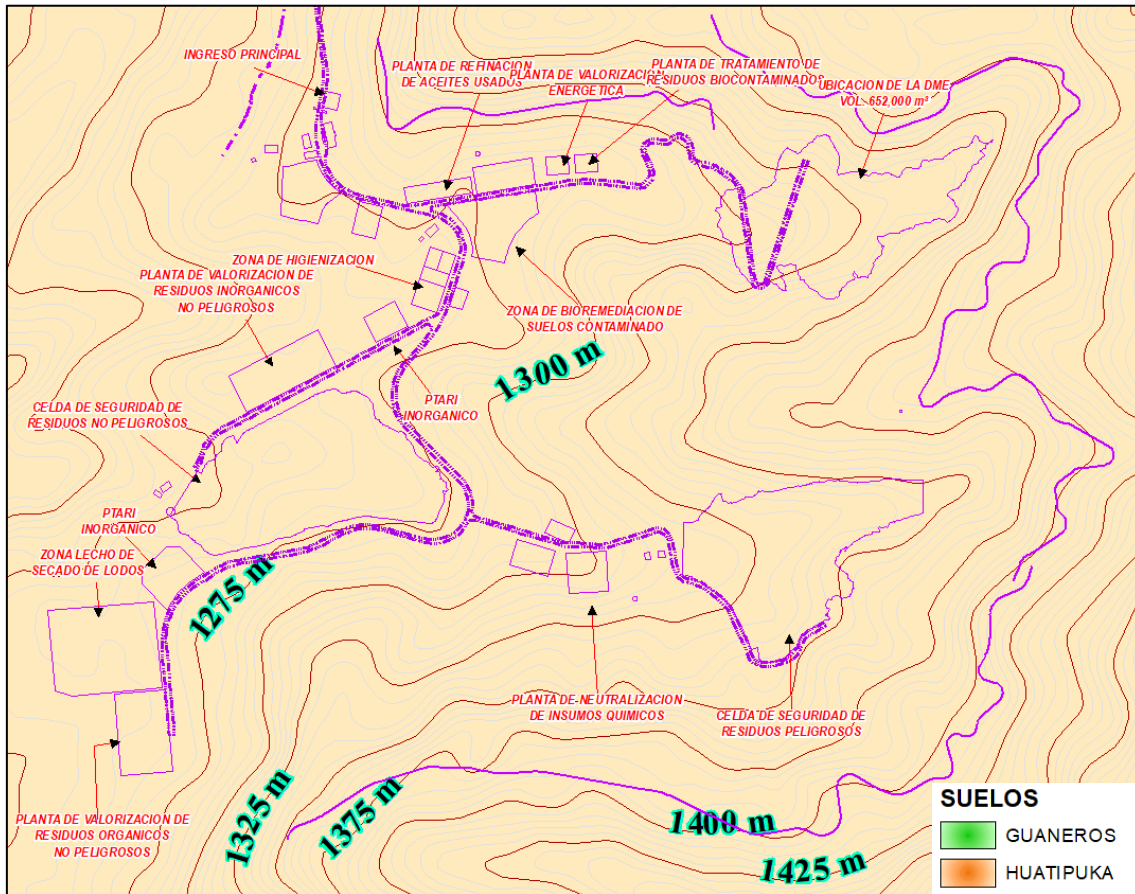 INGRESO PRINCIPAL
PLANTA DE REFINACION
DE ACEITES USADOS
PLANTA DE VALORIZACION
ENERGETICA
PLANTA DE TRATAMIENTO DE
RESIDUOS BIOCONTAMINADOS
UBICACION DE LA DME
VOL. 652,000 m³
ZONA DE HIGIENIZACION
PLANTA DE VALORIZACION DE
RESIDUOS INORGANICOS
NO PELIGROSOS
ZONA DE BIOREMEDIACION DE
SUELOS CONTAMINADO
1300 m
CELDA DE SEGURIDAD DE
RESIDUOS NO PELIGROSOS
PTARI
INORGANICO
PTARI
INORGANICO
ZONA LECHO DE
SECADO DE LODOS
1275 m
PLANTA DE NEUTRALIZACION
DE INSUMOS QUIMICOS
CELDA DE SEGURIDAD DE
RESIDUOS PELIGROSOS
PLANTA DE VALORIZACION DE
RESIDUOS ORGANICOS
NO PELIGROSOS
1325 m
1375 m
1400 m
1425 m
SUELOS
GUANEROS
HUATIPUKA